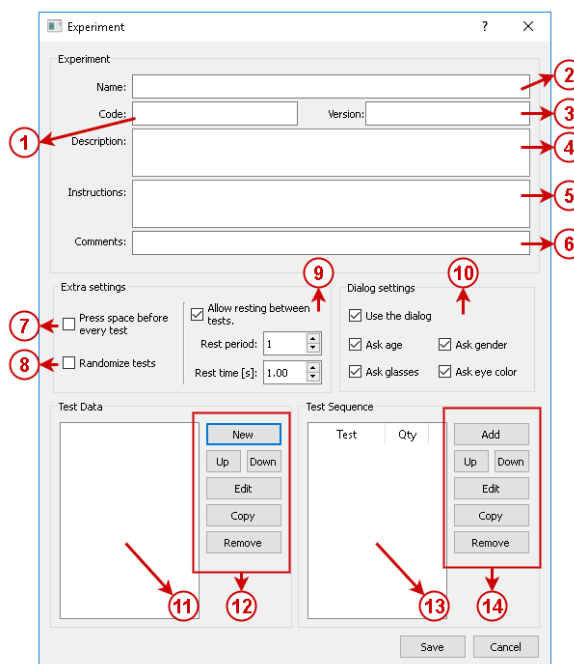 Experiment ? ×
Experiment
Name: 2
Code: Version: 3
1
Description: 4
Instructions: 5
Comments: 6
Extra settings 9 Dialog settings 10
7 Press space before
every test
Allow resting between
tests.
Use the dialog
Rest period: 1
Ask age Ask gender
8 Randomize tests
Rest time [s]: 1.00
Ask glasses Ask eye color
Test Data Test Sequence
New Test Qty Add
Up Down Up Down
Edit Edit
Copy Copy
Remove Remove
11 12 13 14
Save Cancel